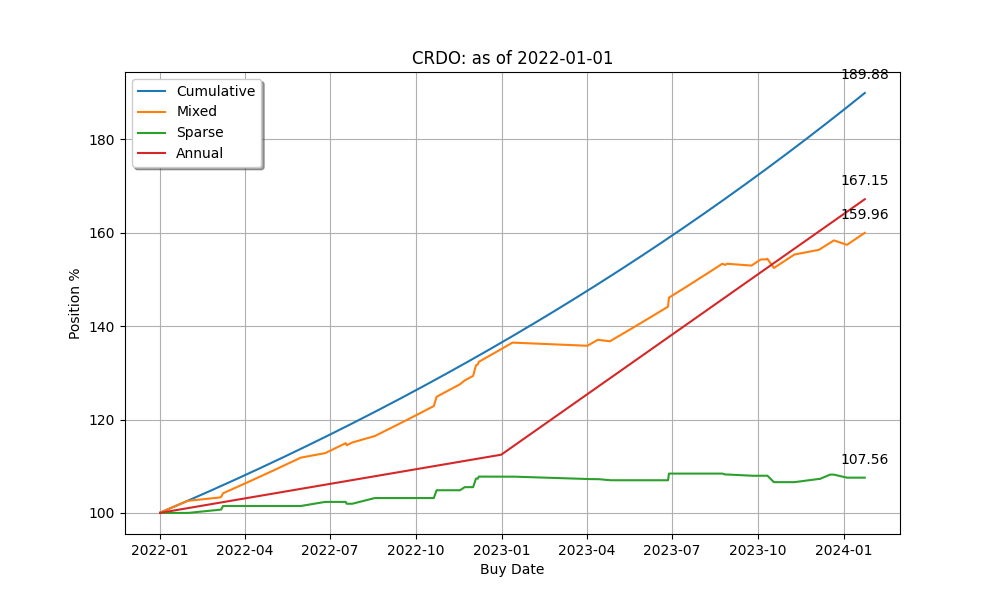 CRDO: as of 2022-01-01
189.88
Cumulative
Mixed
Sparse
Annual
180
167.15
159.96
160
140
120
107.56
100
Position %
2022-01 2022-04 2022-07 2022-10 2023-01 2023-04 2023-07 2023-10 2024-01
Buy Date